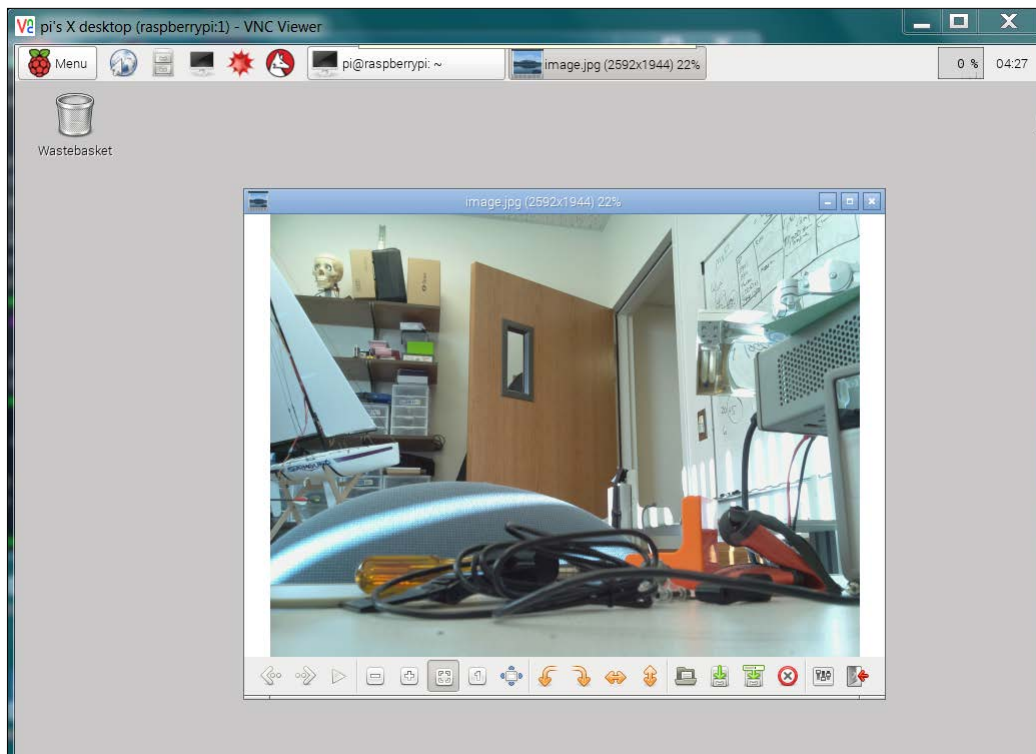 pi's X desktop (raspberrypi:1) - VNC Viewer
Menu
pi@raspberrypi: ~
image.jpg (2592x1944) 22%
0 %
04:27
Wastebasket
image.jpg (2592x1944) 22%